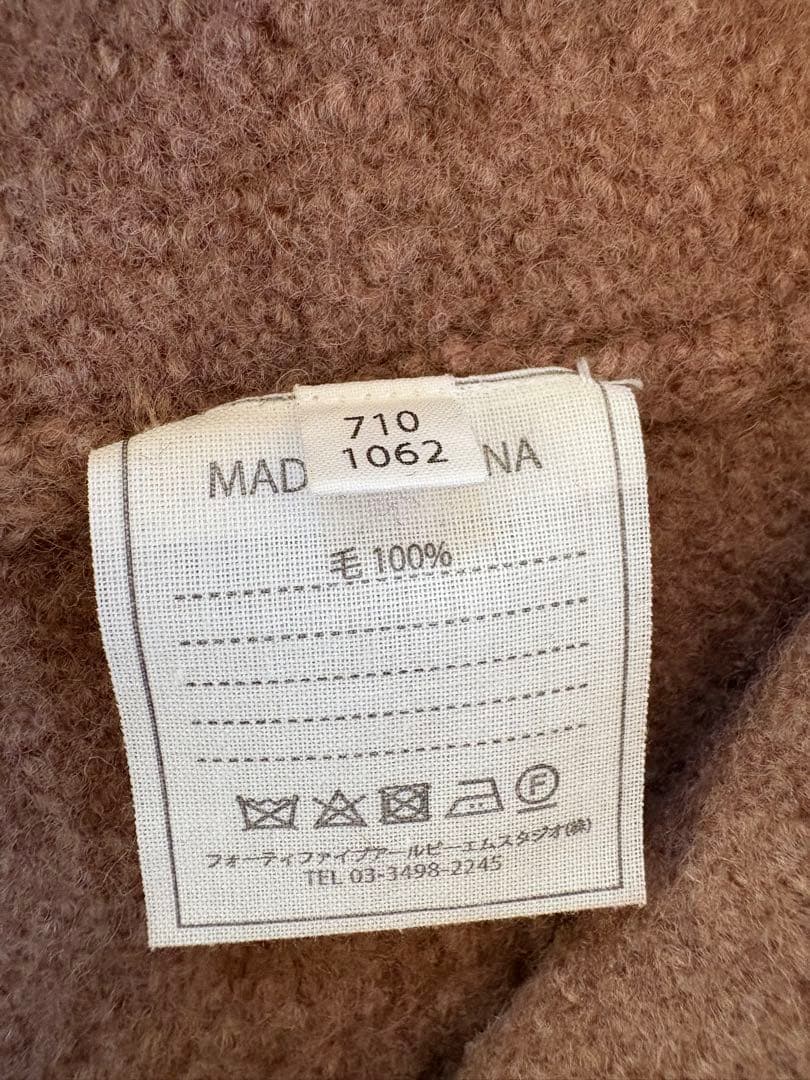 710
1062
MAD NA
毛 100%
フォーティファイブアールピーエムスタジオ(株)
TEL 03-3498-2245